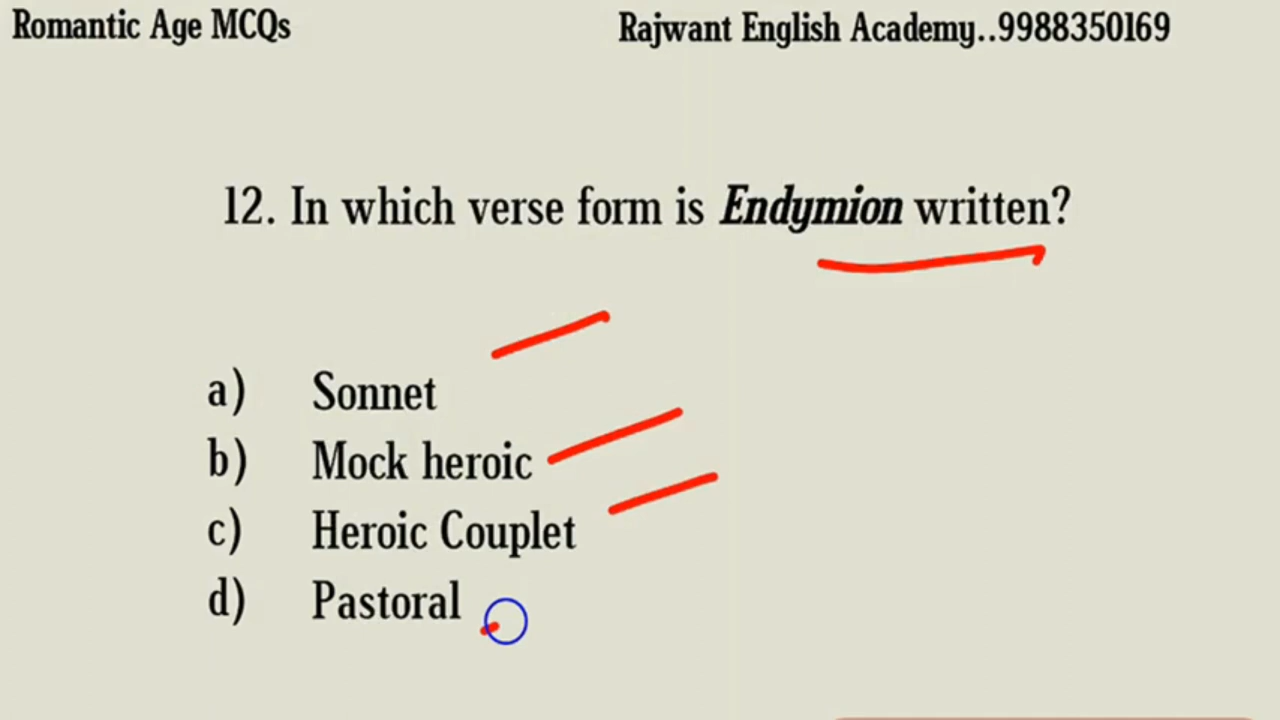 Romantic Age MCQs
Rajwant English Academy..9988350169
12. In which verse form is Endymion written?
a) Sonnet
b) Mock heroic
c) Heroic Couplet
d) Pastoral